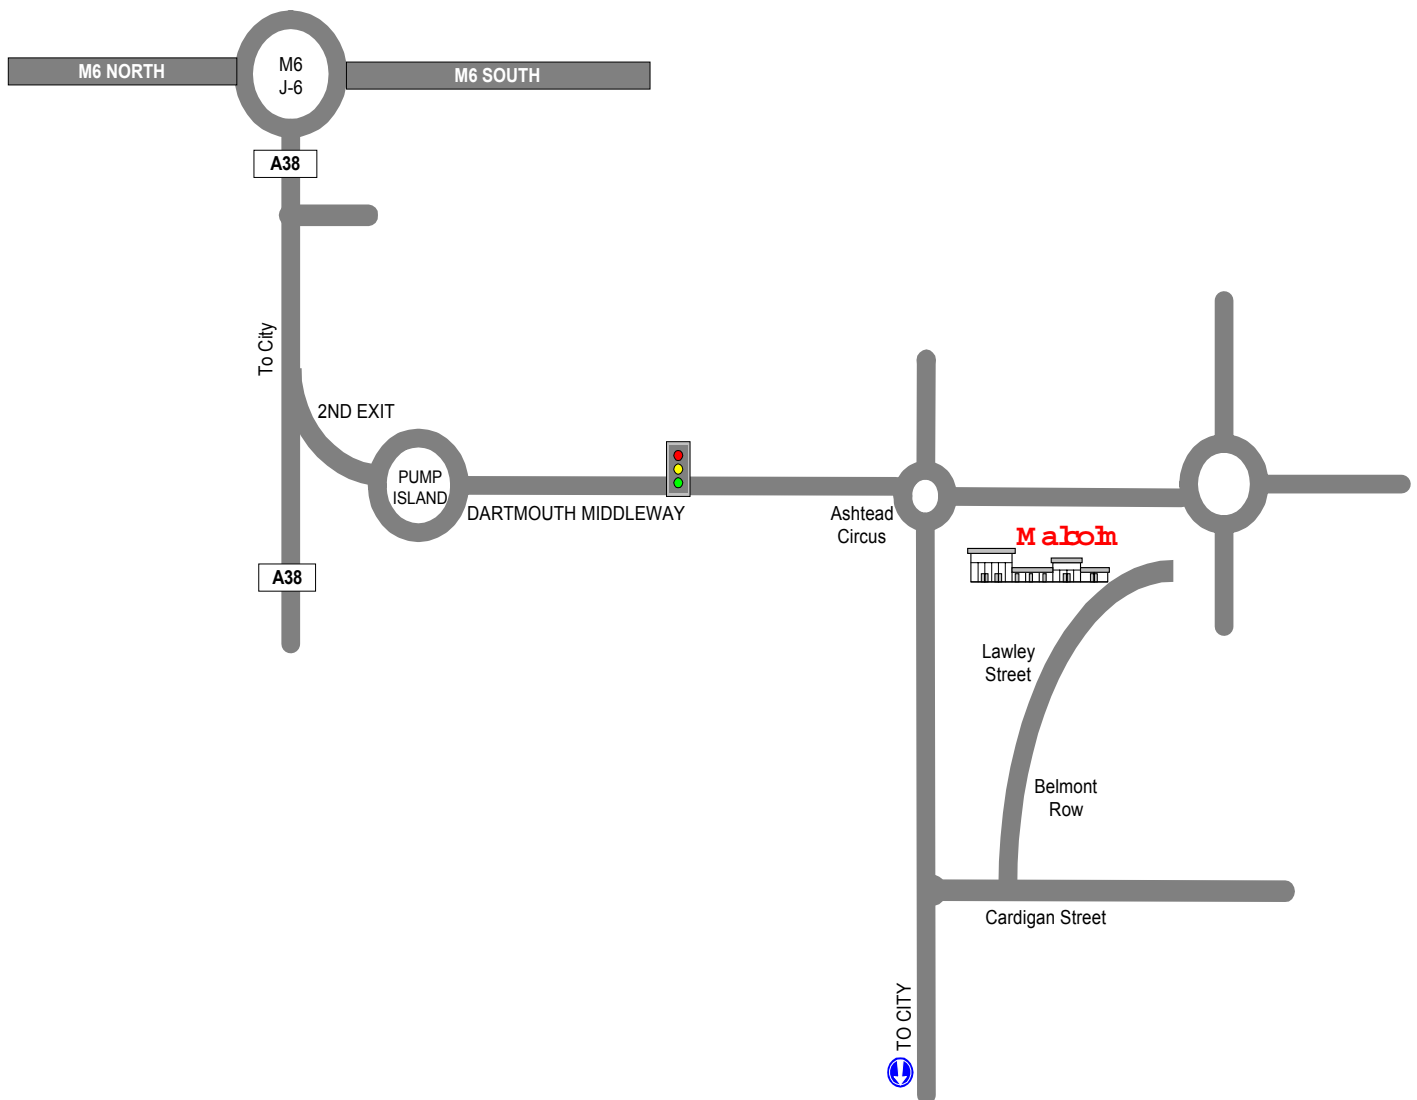 M6
J-6
M6 NORTH
M6 SOUTH
A38
To City
2ND EXIT
PUMP
ISLAND
DARTMOUTH MIDDLEWAY
Ashtead
Circus
Malcolm
A38
Lawley
Street
Belmont
Row
Cardigan Street
TO CITY